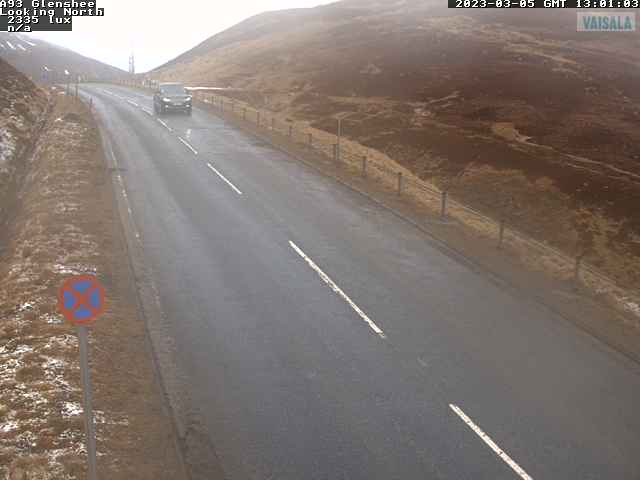 A93 Glenshee
Looking North
2335 lux
n/a
2023-03-05 GMT 13:01:03
VAISALA